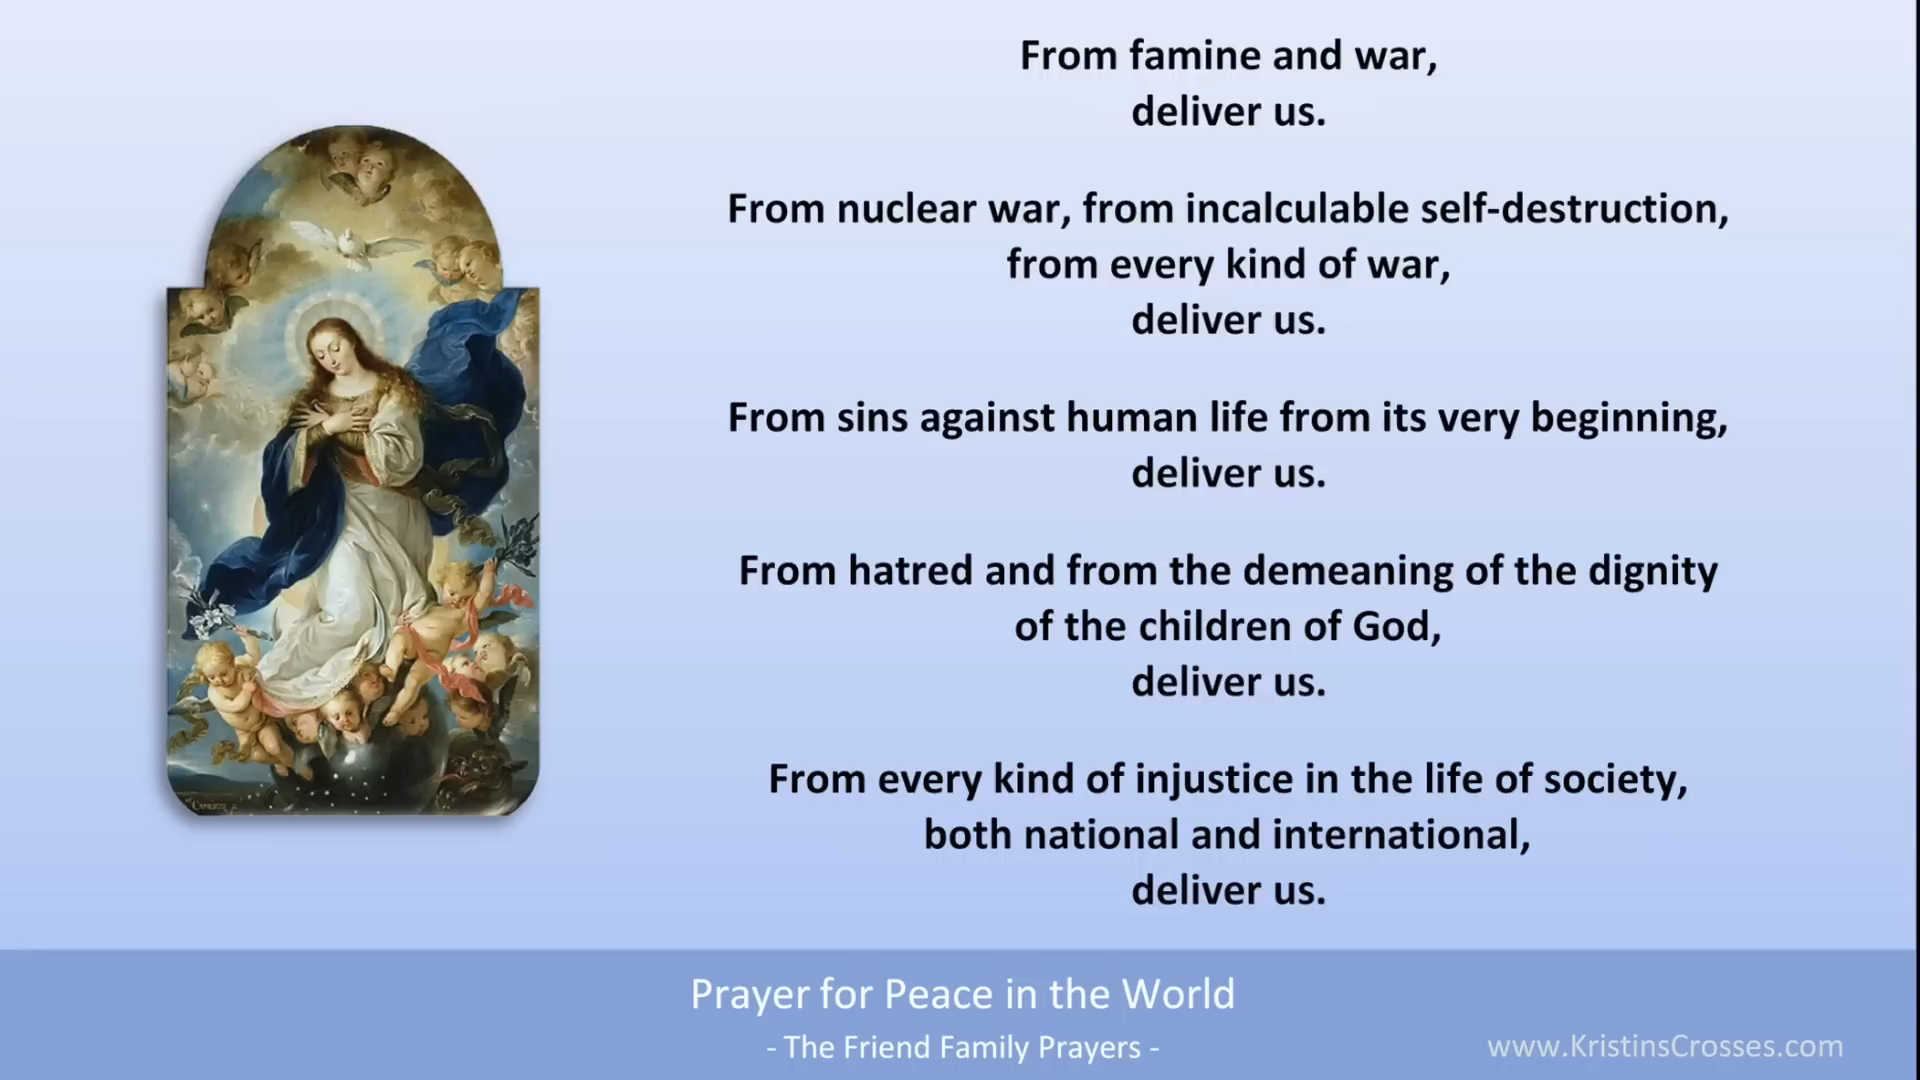 From famine and war,
deliver us.
From nuclear war, from incalculable self-destruction,
from every kind of war,
deliver us.
From sins against human life from its very beginning,
deliver us.
From hatred and from the demeaning of the dignity
of the children of God,
deliver us.
From every kind of injustice in the life of society,
both national and international,
deliver us.
Prayer for Peace in the World
- The Friend Family Prayers -
www.KristinsCrosses.com